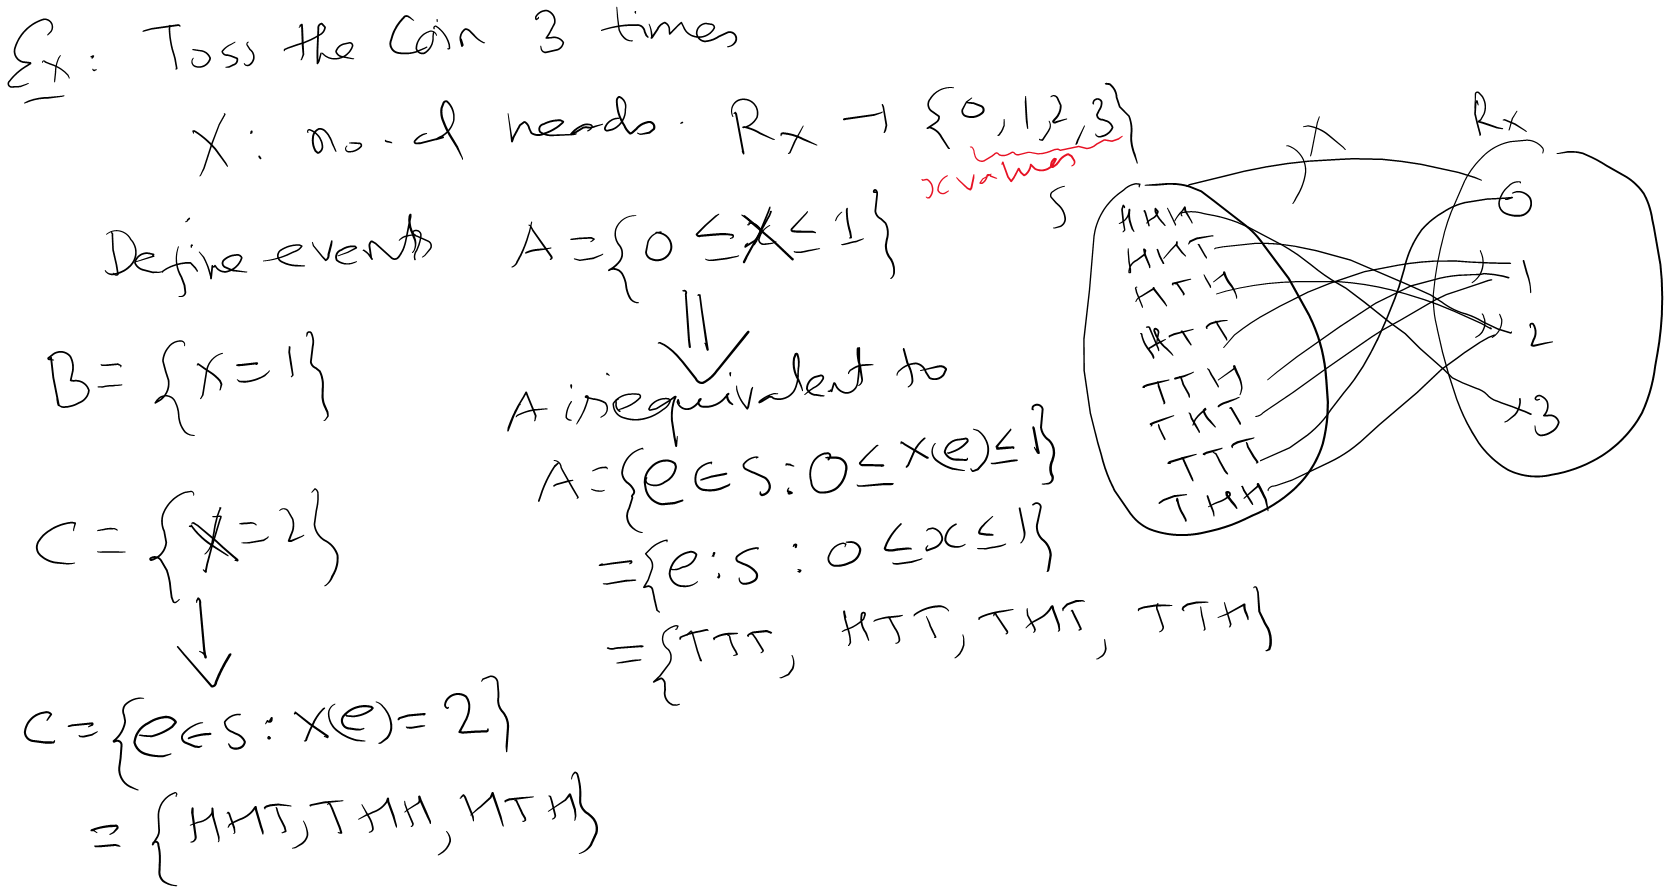 Ex: Toss the Coin 3 times
X: no. of heads. Rx → {0,1,2,3}
x values
Define events A={0≤X≤1}
B={X=1}
A is equivalent to
A={e∈S:0≤X(e)≤1}
={e:S:0≤x≤1}
={TTT, HTT, THT, TTH}
C={X=2}
C={e∈S:X(e)=2}
={HHT, THH, HTH}
S
X
Rx
HHH
HHT
HTH
HTT
TTH
THT
TTT
THH
0
1
2
3